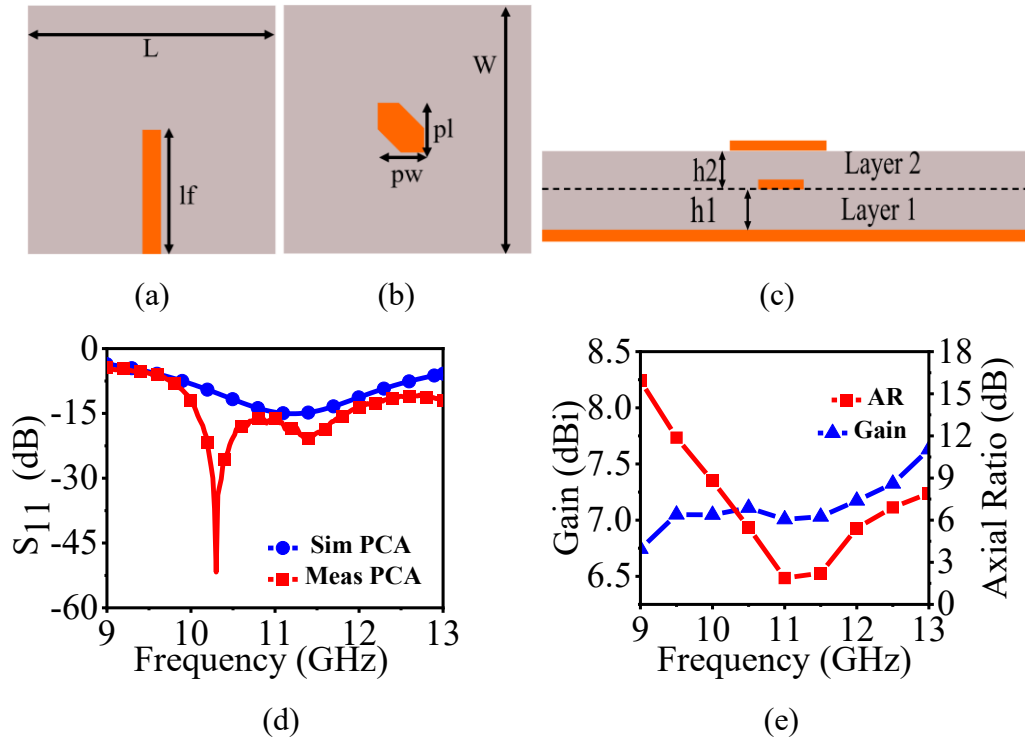 L
lf
(a)
W
pl
pw
(b)
h2
Layer 2
h1
Layer 1
(c)
0
-15
-30
-45
-60
S11 (dB)
Sim PCA
Meas PCA
9 10 11 12 13
Frequency (GHz)
(d)
8.5
8.0
7.5
7.0
6.5
Gain (dBi)
AR
Gain
18
15
12
9
6
3
0
Axial Ratio (dB)
9 10 11 12 13
Frequency (GHz)
(e)